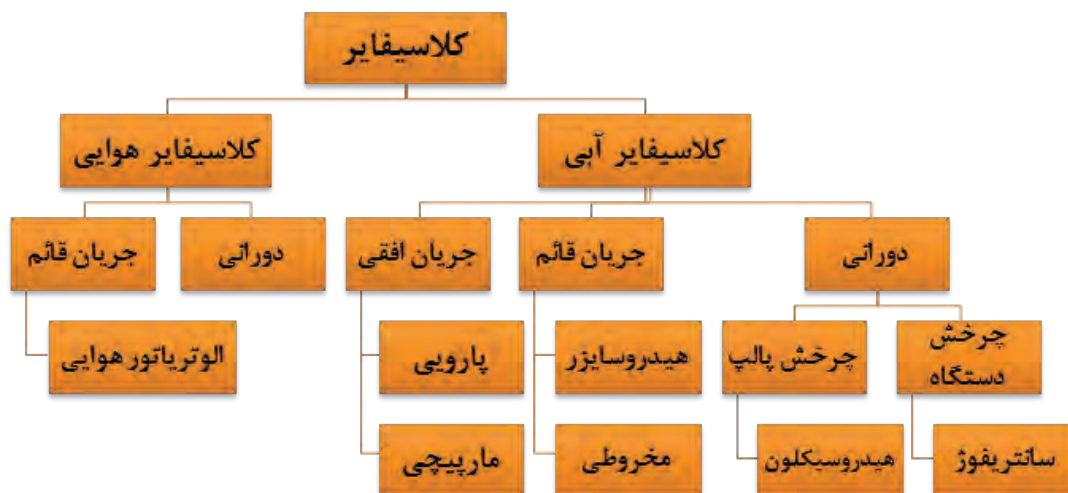 کلاسیفایر
کلاسیفایر آبی
کلاسیفایر هوایی
دورانی
جریان قائم
جریان افقی
دورانی
جریان قائم
چرخش
دستگاه
چرخش پالپ
هیدروسایزر
پارویی
الوتریاتور هوایی
سانتریفوژ
هیدروسیکلون
مخروطی
مارپیچی